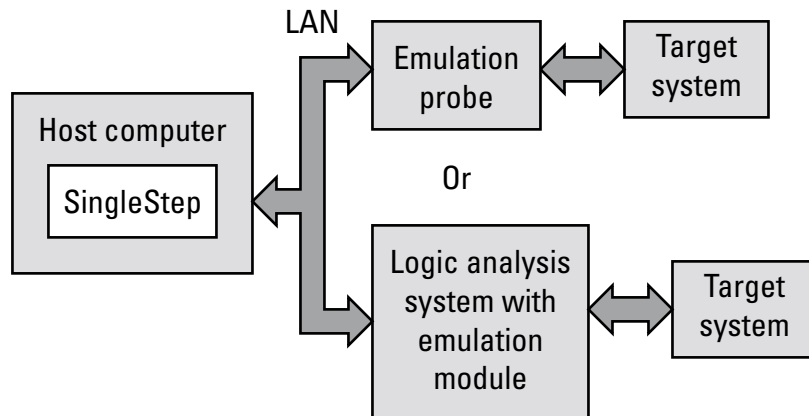 LAN
Emulation
probe
Target
system
Host computer
SingleStep
Or
Logic analysis
system with
emulation
module
Target
system